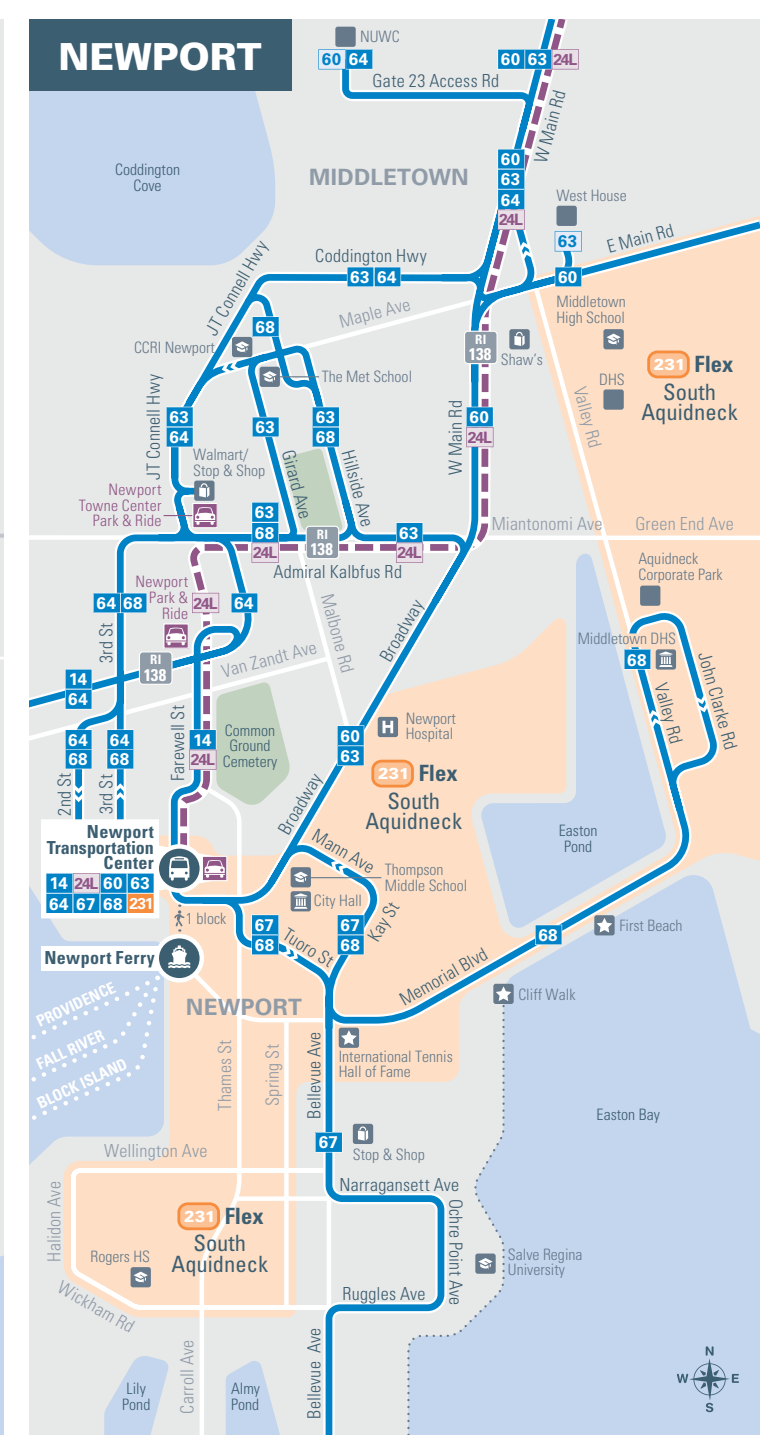 NEWPORT
NUWC
60 64
60 63 24L
Gate 23 Access Rd
W Main Rd
Coddington
Cove
MIDDLETOWN
60
63
64
24L
West House
63
E Main Rd
60
Coddington Hwy
63 64
JT Connell Hwy
68
Maple Ave
Middletown
High School
CCRI Newport
RI
138
Shaw's
231 Flex
South
Aquidneck
The Met School
DHS
Valley Rd
JT Connell Hwy
63
64
63
63
68
W Main Rd
60
24L
Walmart/
Stop & Shop
Girard Ave
Hillside Ave
Newport
Towne Center
Park & Ride
63
68
24L
RI
138
63
24L
Miantonomi Ave
Green End Ave
Admiral Kalbfus Rd
Aquidneck
Corporate Park
Newport
Park &
Ride
64 68
24L
64
3rd St
Malbone Rd
Broadway
Middletown DHS
68
John Clarke Rd
Valley Rd
RI
138
Van Zandt Ave
14
64
Farewell St
14
24L
Common
Ground
Cemetery
Newport
Hospital
64
68
64
68
60
63
2nd St
3rd St
231 Flex
South
Aquidneck
Broadway
Easton
Pond
Newport
Transportation
Center
14 24L 60 63
64 67 68 231
Mann Ave
Thompson
Middle School
City Hall
1 block
67
68
Tuoro St
67
68
Kay St
First Beach
68
Memorial Blvd
Newport Ferry
Cliff Walk
NEWPORT
PROVIDENCE
FALL RIVER
BLOCK ISLAND
Thames St
Spring St
Bellevue Ave
International Tennis
Hall of Fame
Easton Bay
67
Stop & Shop
Wellington Ave
Narragansett Ave
Halidon Ave
231 Flex
South
Aquidneck
Ochre Point Ave
Rogers HS
Salve Regina
University
Wickham Rd
Ruggles Ave
Carroll Ave
Bellevue Ave
Lily
Pond
Almy
Pond
N
W E
S